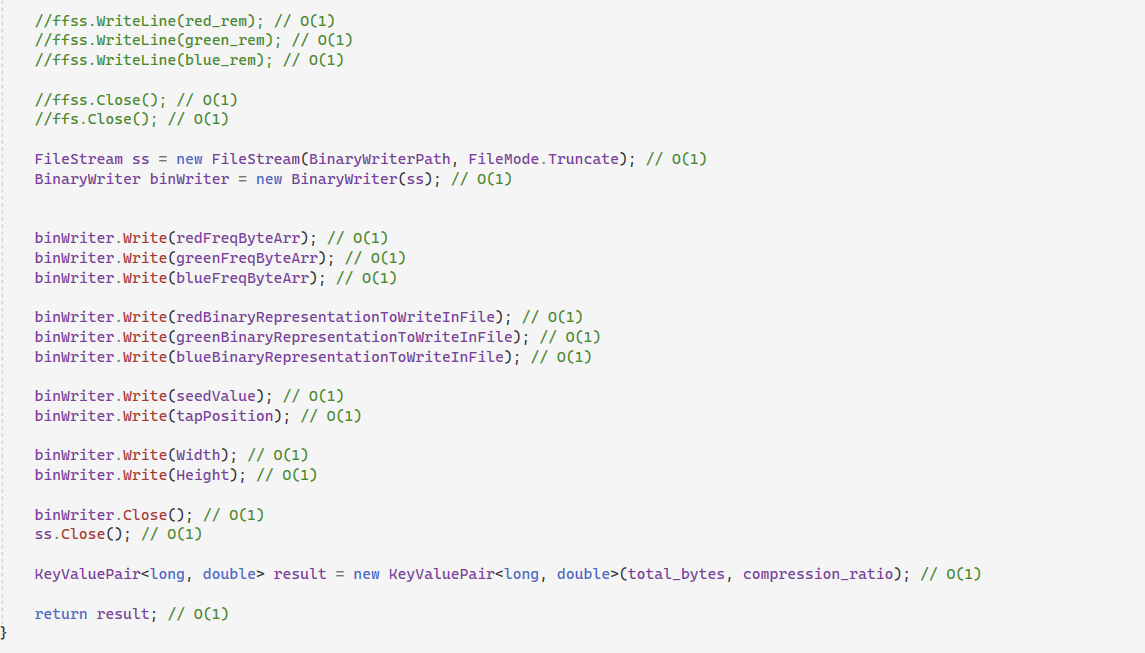 //ffss.WriteLine(red_rem); // O(1)
//ffss.WriteLine(green_rem); // O(1)
//ffss.WriteLine(blue_rem); // O(1)
//ffss.Close(); // O(1)
//ffs.Close(); // O(1)
FileStream ss = new FileStream(BinaryWriterPath, FileMode.Truncate); // O(1)
BinaryWriter binWriter = new BinaryWriter(ss); // O(1)
binWriter.Write(redFreqByteArr); // O(1)
binWriter.Write(greenFreqByteArr); // O(1)
binWriter.Write(blueFreqByteArr); // O(1)
binWriter.Write(redBinaryRepresentationToWriteInFile); // O(1)
binWriter.Write(greenBinaryRepresentationToWriteInFile); // O(1)
binWriter.Write(blueBinaryRepresentationToWriteInFile); // O(1)
binWriter.Write(seedValue); // O(1)
binWriter.Write(tapPosition); // O(1)
binWriter.Write(Width); // O(1)
binWriter.Write(Height); // O(1)
binWriter.Close(); // O(1)
ss.Close(); // O(1)
KeyValuePair<long, double> result = new KeyValuePair<long, double>(total_bytes, compression_ratio); // O(1)
return result; // O(1)
}